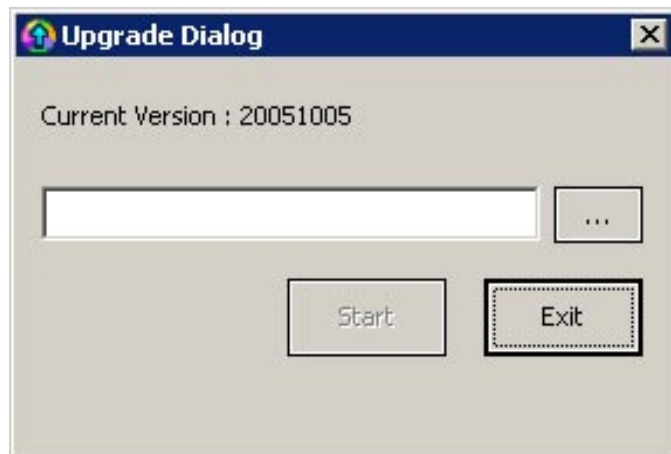 Upgrade Dialog
Current Version : 20051005
...
Start
Exit